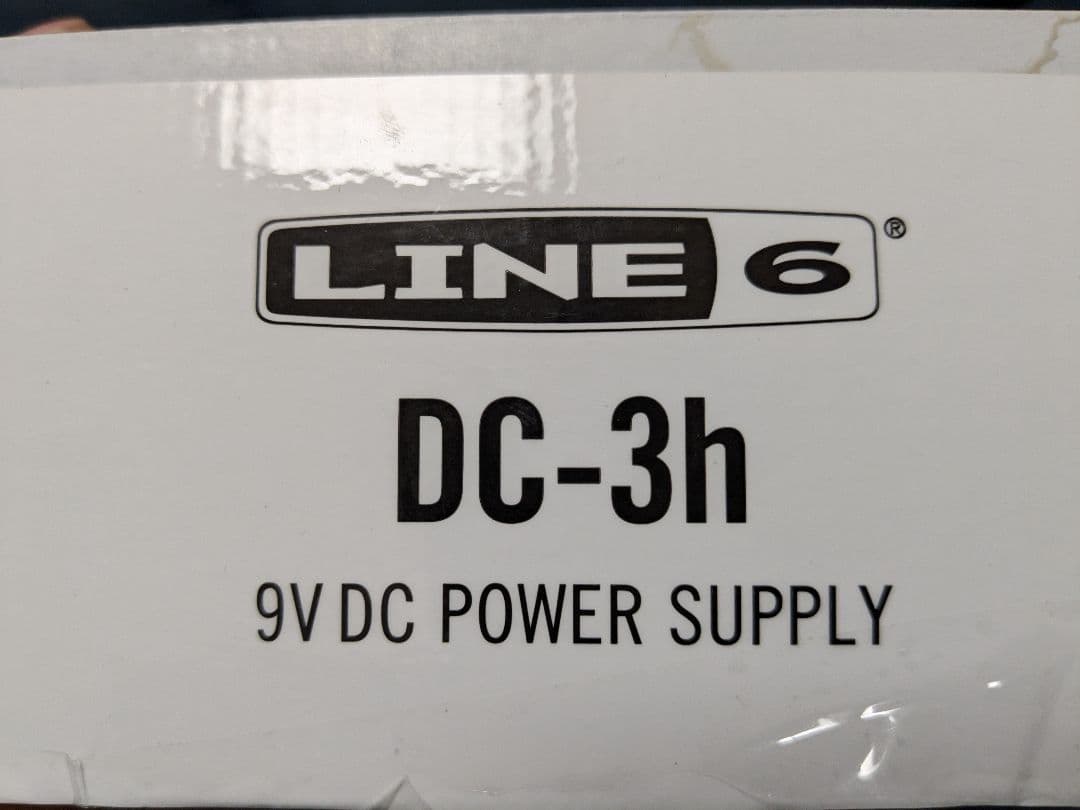 LINE 6®
DC-3h
9V DC POWER SUPPLY